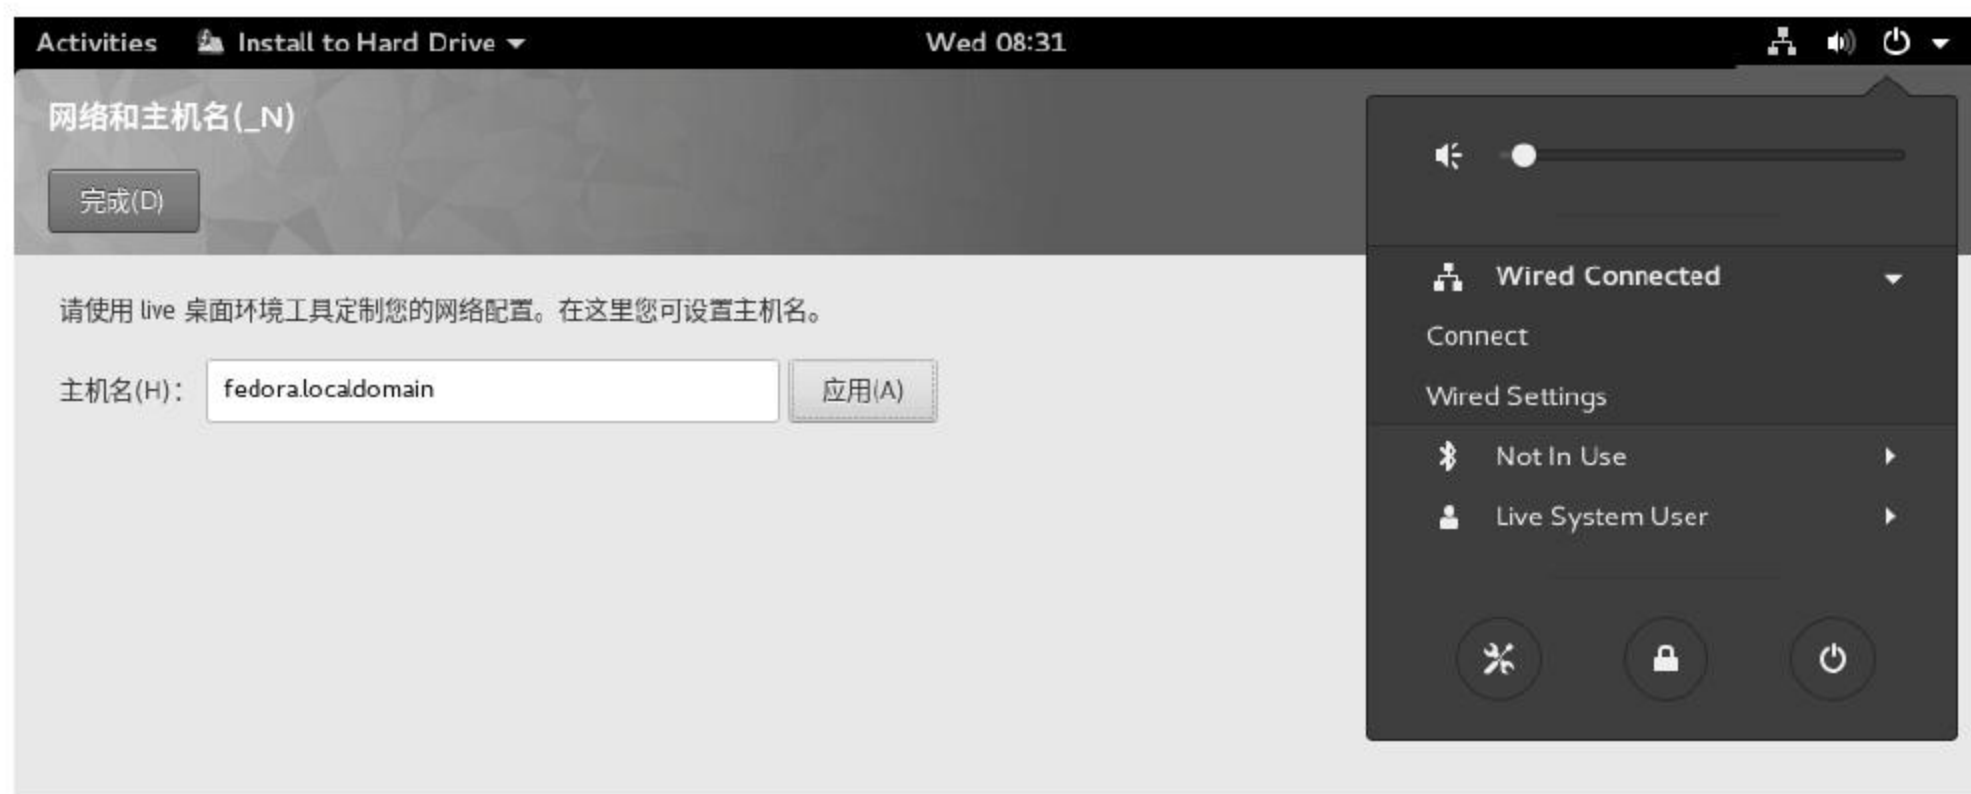 Activities Install to Hard Drive Wed 08:31
网络和主机名(_N)
完成(D)
请使用 live 桌面环境工具定制您的网络配置。在这里您可设置主机名。
主机名(H)： fedora.localdomain 应用(A)
Wired Connected
Connect
Wired Settings
Not In Use
Live System User